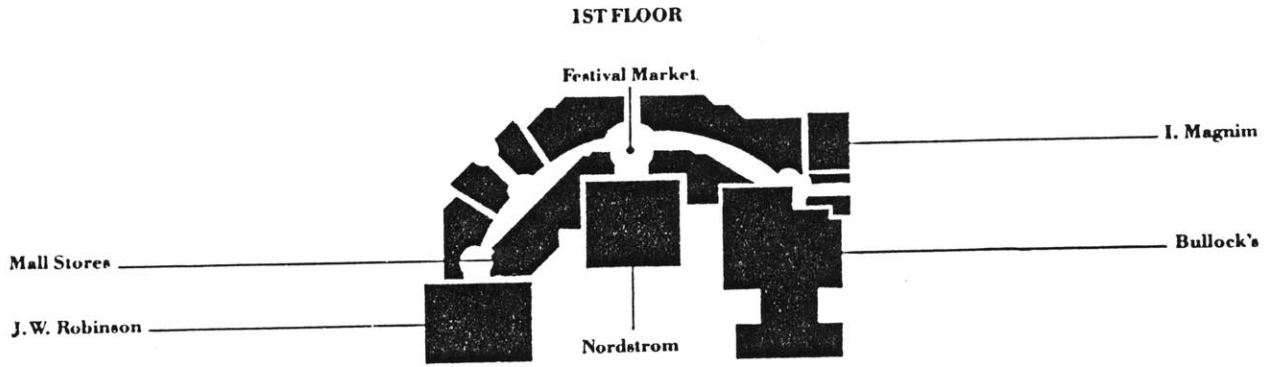 1ST FLOOR
Festival Market
I. Magnim
Mall Stores
Bullock's
J.W. Robinson
Nordstrom